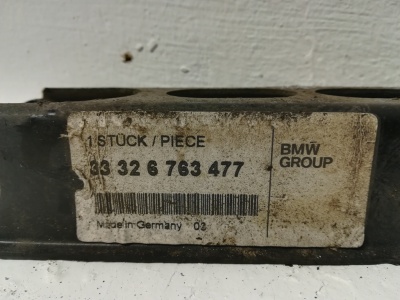 1 STÜCK / PIECE
33 32 6 763 477
Made in Germany 02
BMW
GROUP